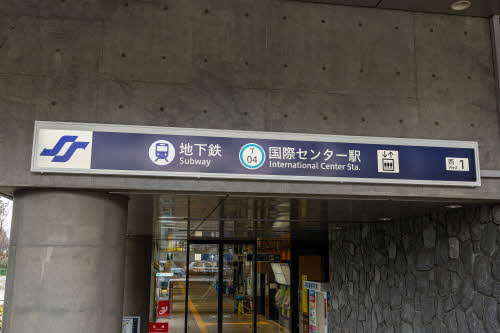 地下鉄
Subway
T
04
国際センター駅
International Center Sta.
西 1
West